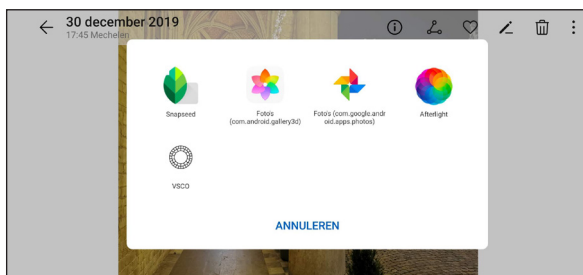 30 december 2019
17:45 Mechelen
Snapseed
Foto's
(com.android.gallery3d)
Foto's (com.google.andr
oid.apps.photos)
Afterlight
VSCO
ANNULEREN